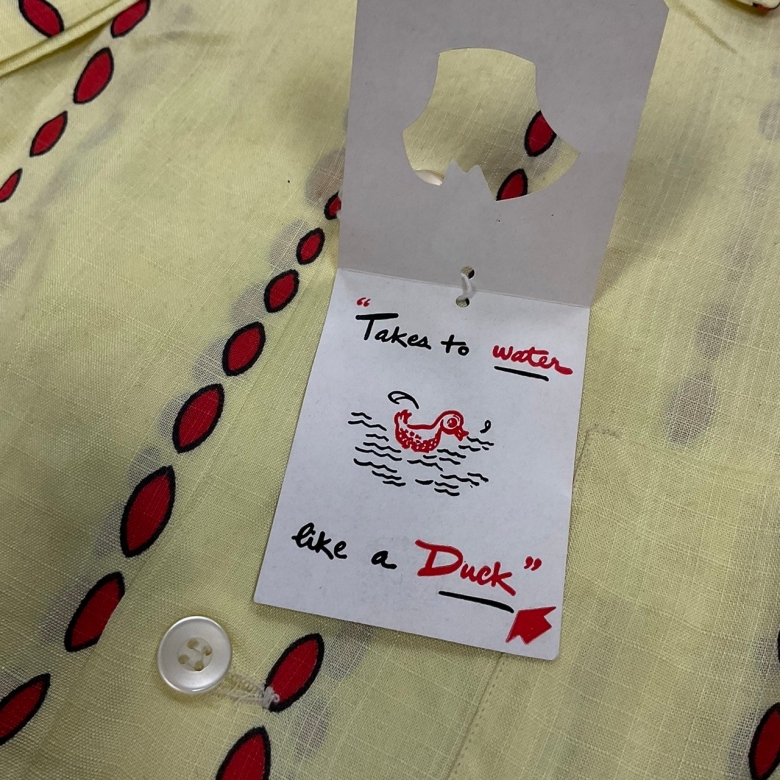 “Takes to water
like a Duck”